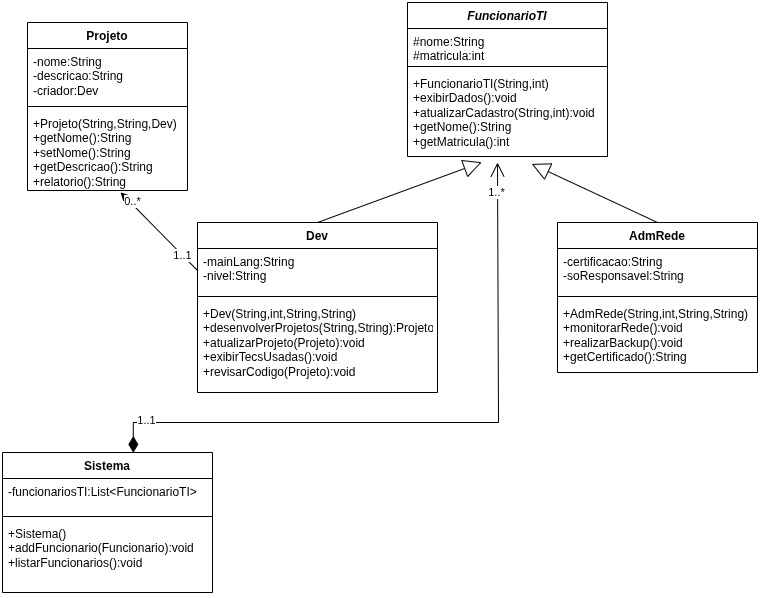 FuncionarioTI
#nome:String
#matricula:int
+FuncionarioTI(String,int)
+exibirDados():void
+atualizarCadastro(String,int):void
+getNome():String
+getMatricula():int
Projeto
-nome:String
-descricao:String
-criador:Dev
+Projeto(String,String,Dev)
+getNome():String
+setNome():String
+getDescricao():String
+relatorio():String
0..*
1..1
1..*
Dev
-mainLang:String
-nivel:String
+Dev(String,int,String,String)
+desenvolverProjetos(String,String):Projeto
+atualizarProjeto(Projeto):void
+exibirTecsUsadas():void
+revisarCodigo(Projeto):void
AdmRede
-certificacao:String
-soResponsavel:String
+AdmRede(String,int,String,String)
+monitorarRede():void
+realizarBackup():void
+getCertificado():String
1..1
Sistema
-funcionariosTI:List<FuncionarioTI>
+Sistema()
+addFuncionario(Funcionario):void
+listarFuncionarios():void